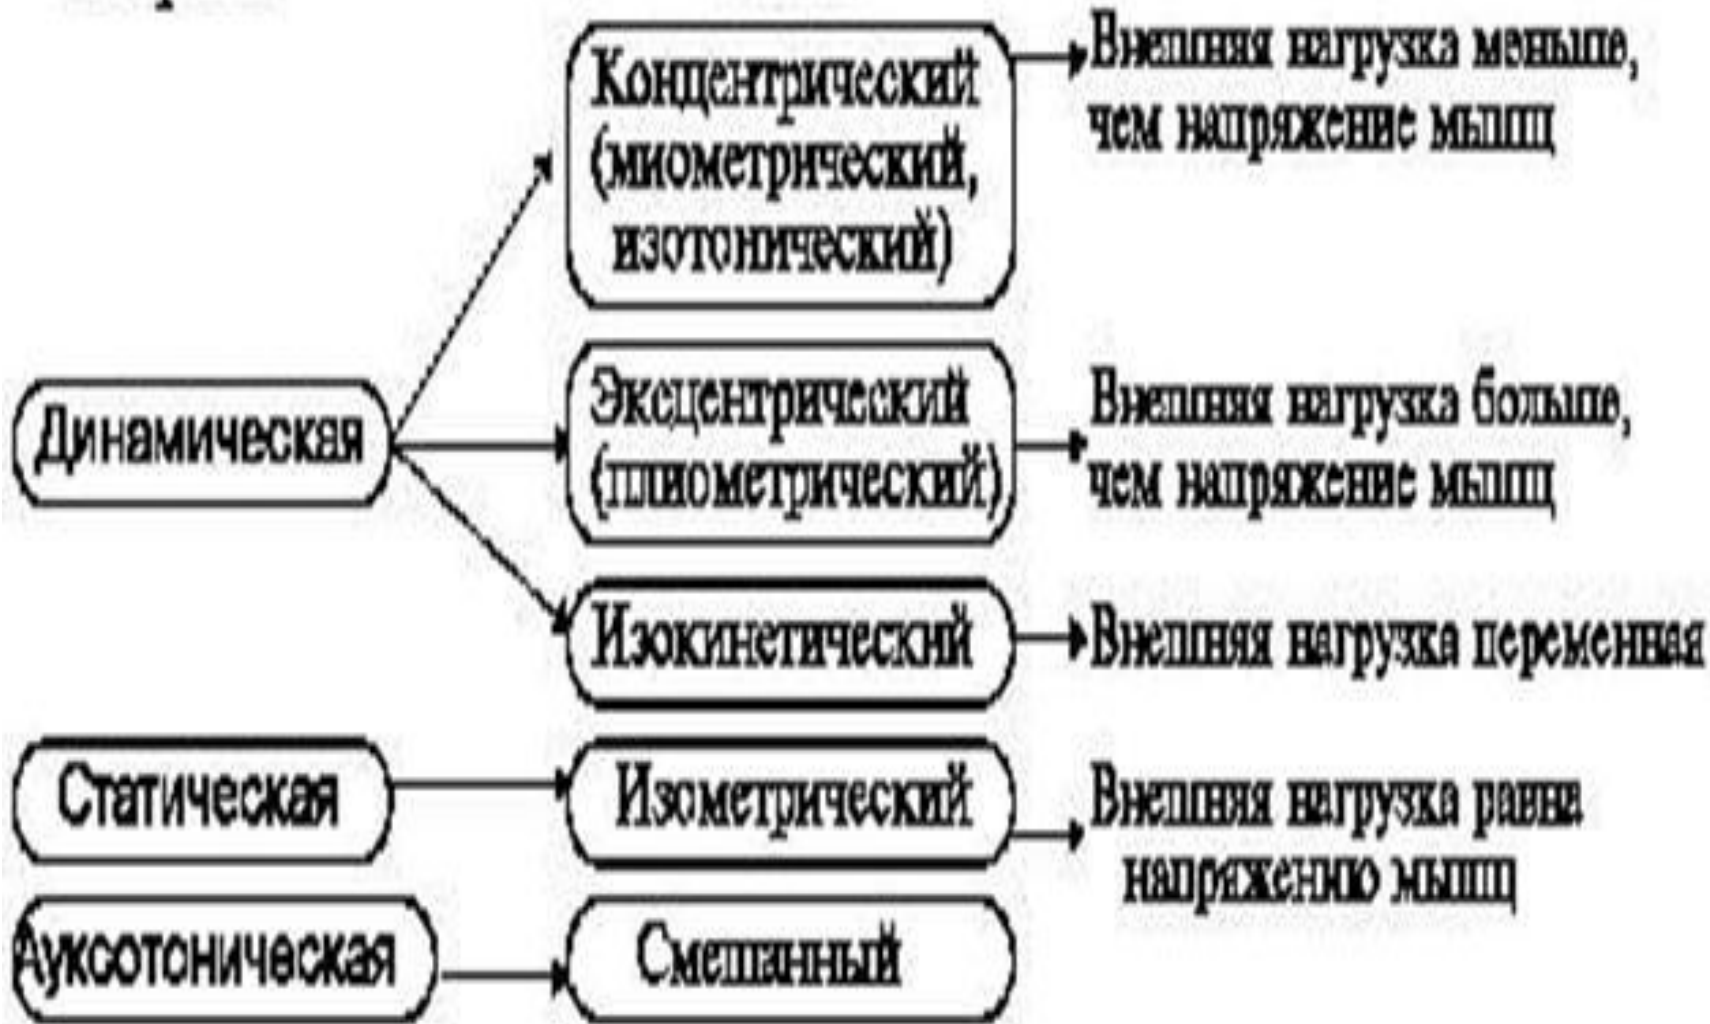 Концентрический
(миометрический,
изотонический)
Внешняя нагрузка меньше,
чем напряжение мышц
Динамическая
Эксцентрический
(плиометрический)
Внешняя нагрузка больше,
чем напряжение мышц
Изокинетический
Внешняя нагрузка переменная
Статическая
Изометрический
Внешняя нагрузка равна
напряжению мышц
Ауксотоническая
Смешанный